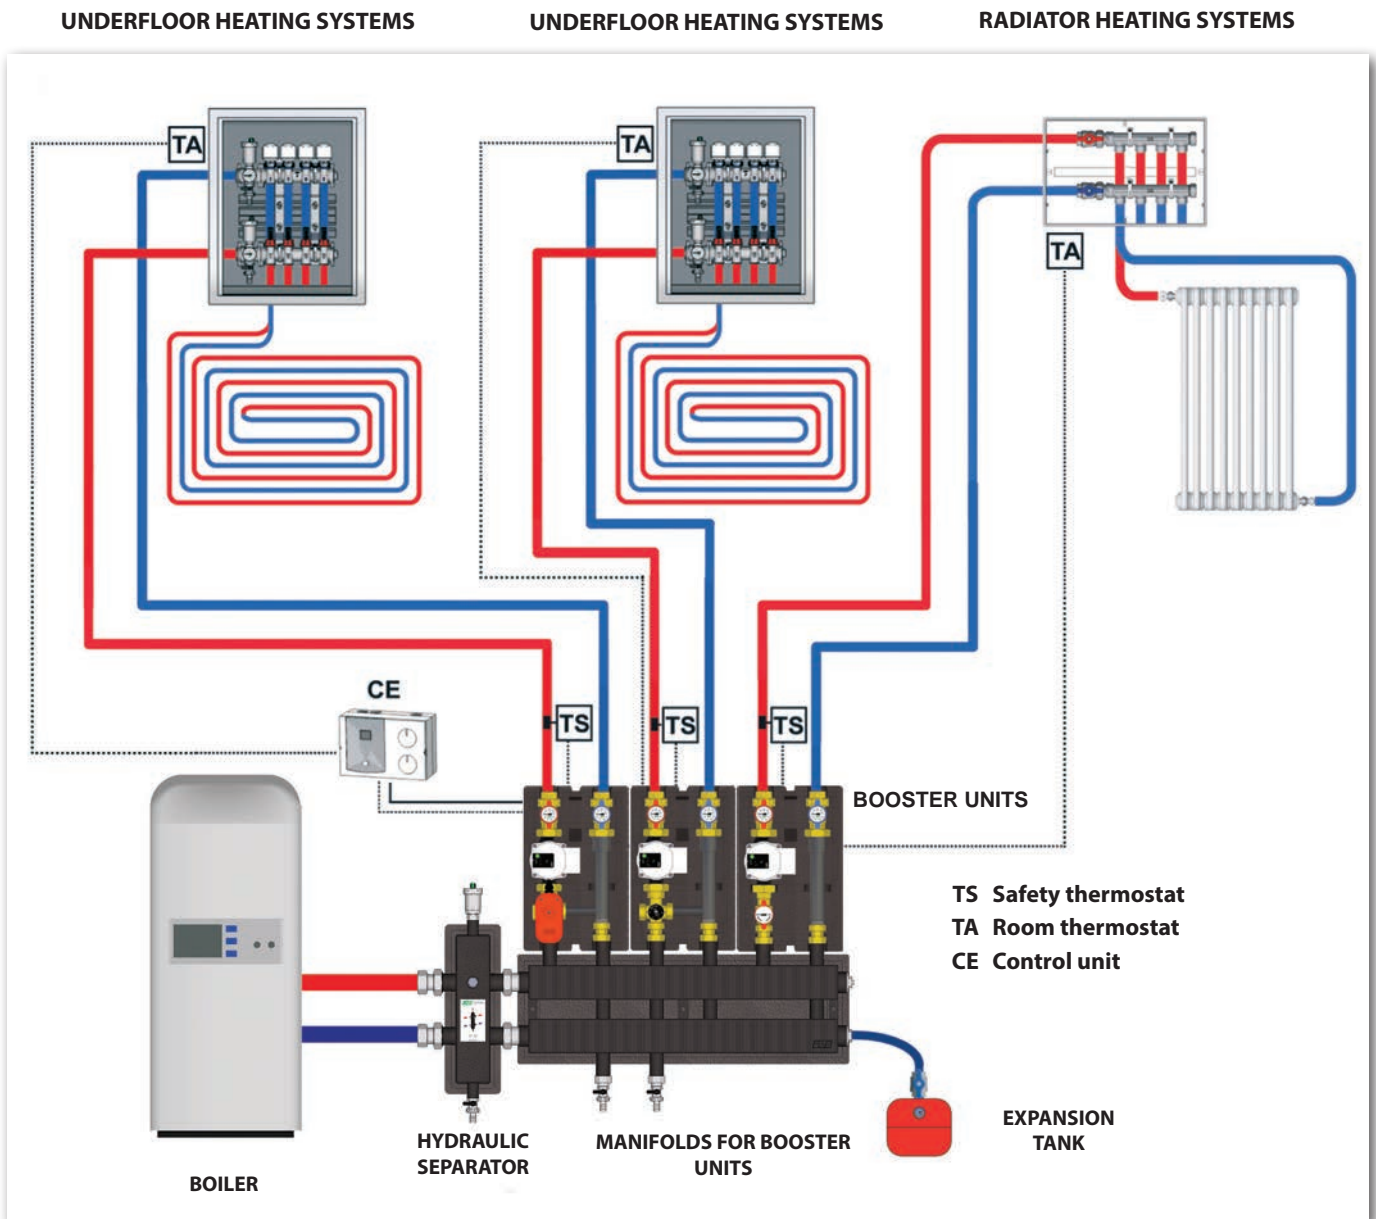 UNDERFLOOR HEATING SYSTEMS
UNDERFLOOR HEATING SYSTEMS
RADIATOR HEATING SYSTEMS
TA
TA
TA
CE
TS
TS
TS
BOOSTER UNITS
TS Safety thermostat
TA Room thermostat
CE Control unit
HYDRAULIC
SEPARATOR
MANIFOLDS FOR BOOSTER
UNITS
EXPANSION
TANK
BOILER